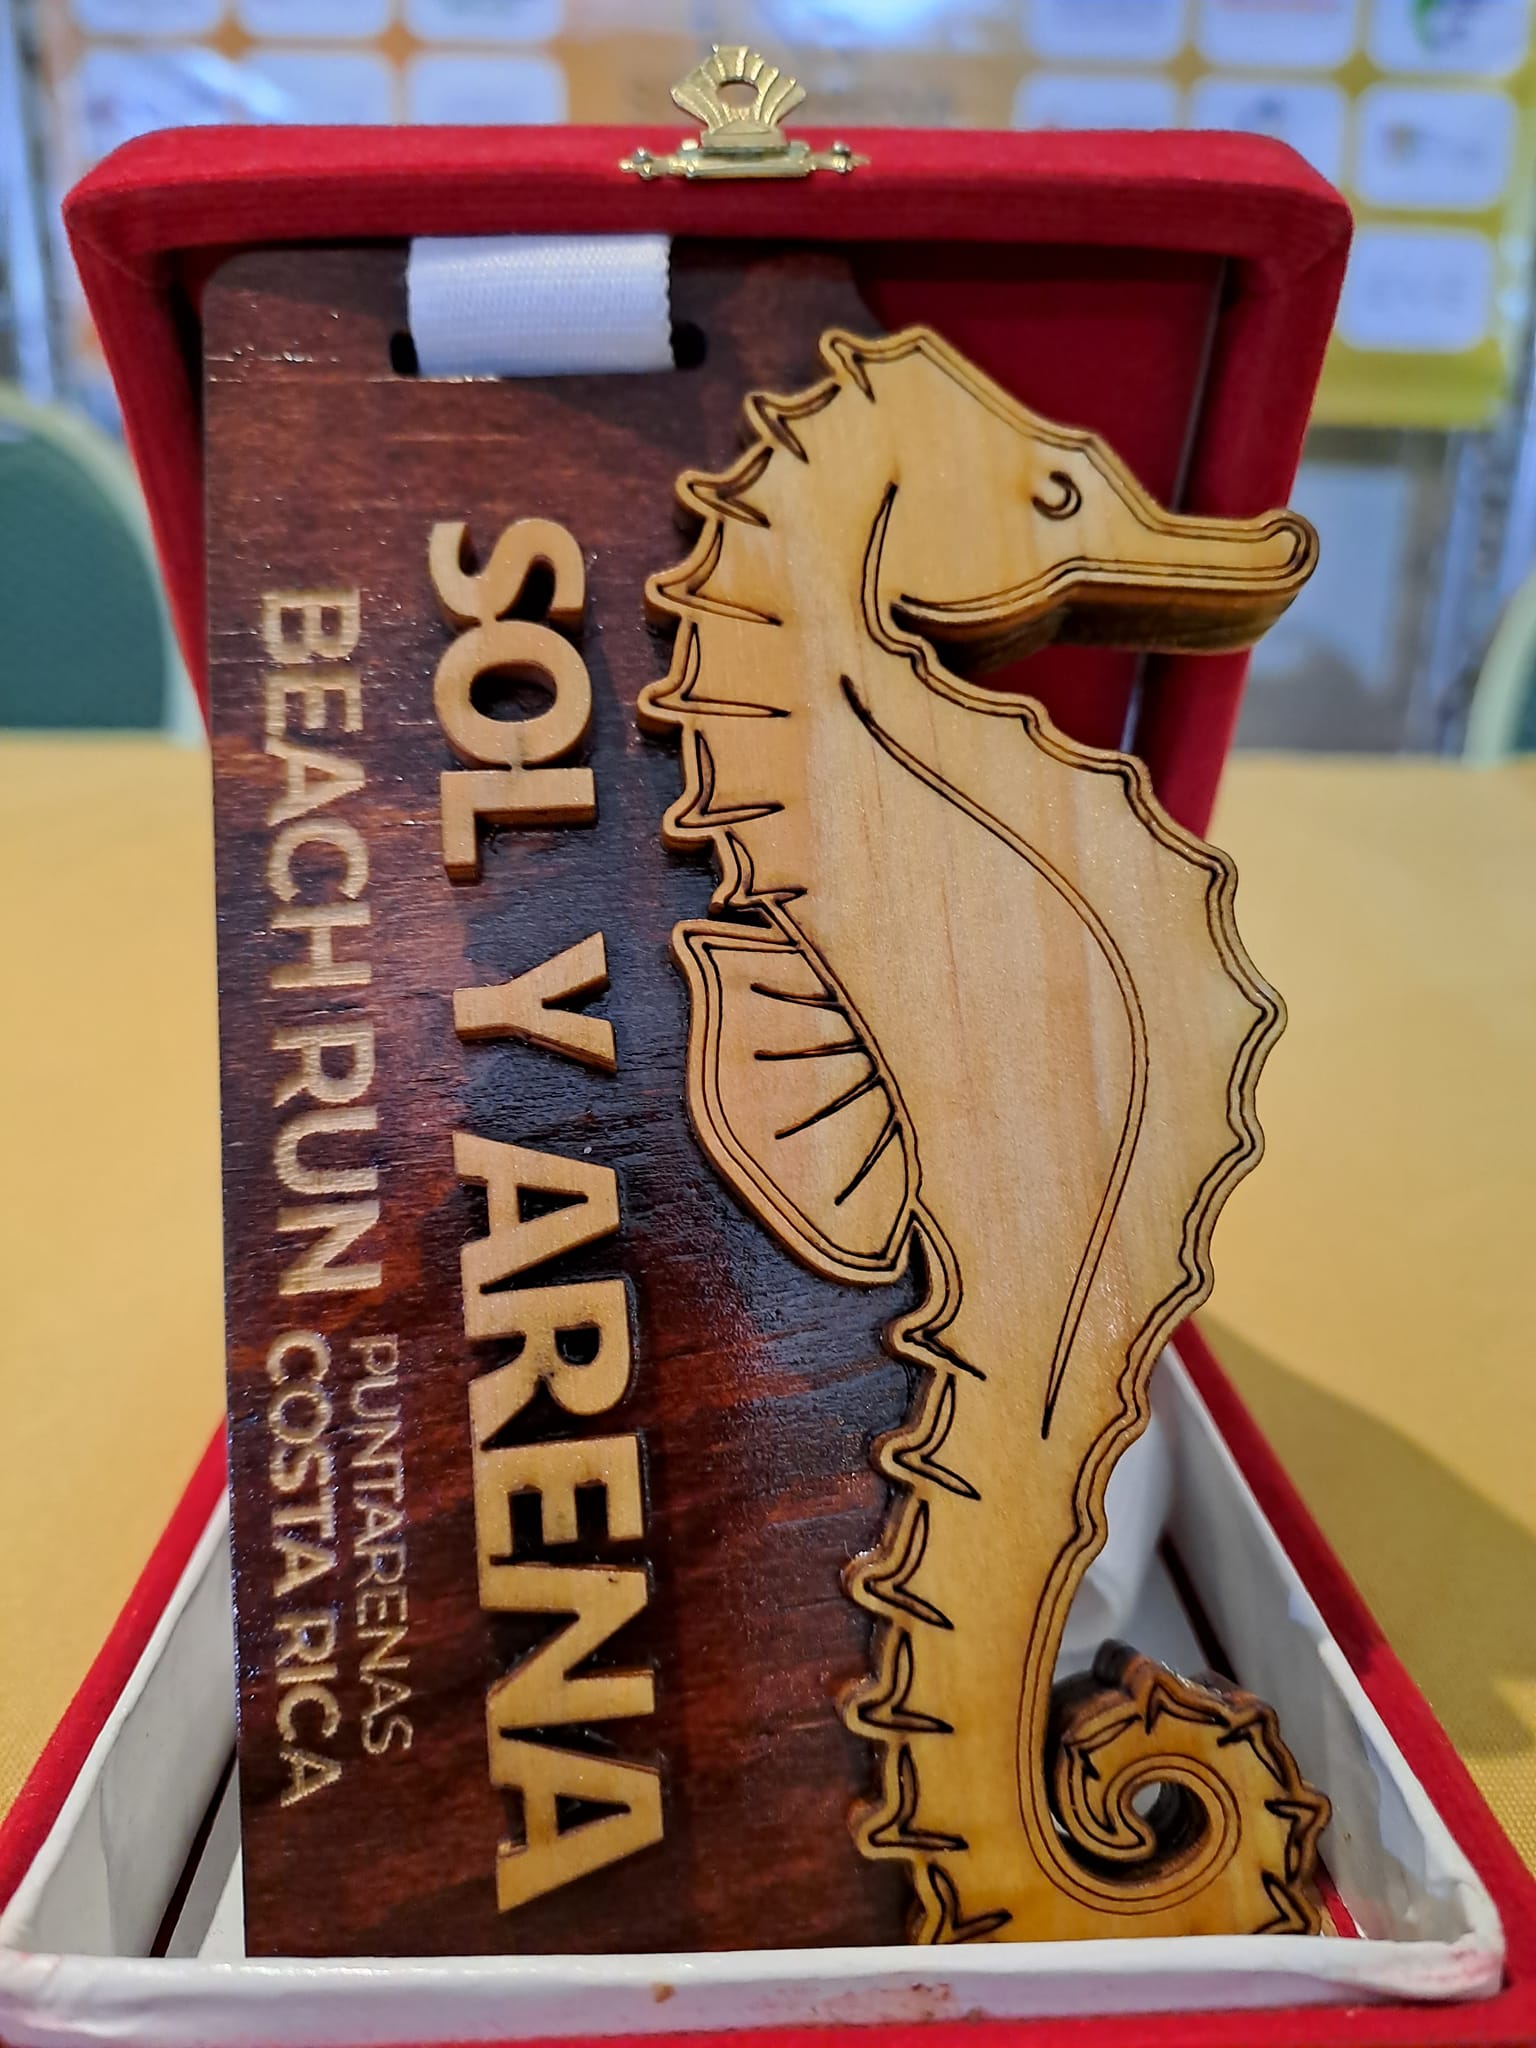 SOL Y ARENA
BEACH RUN
PUNTARENAS
COSTA RICA